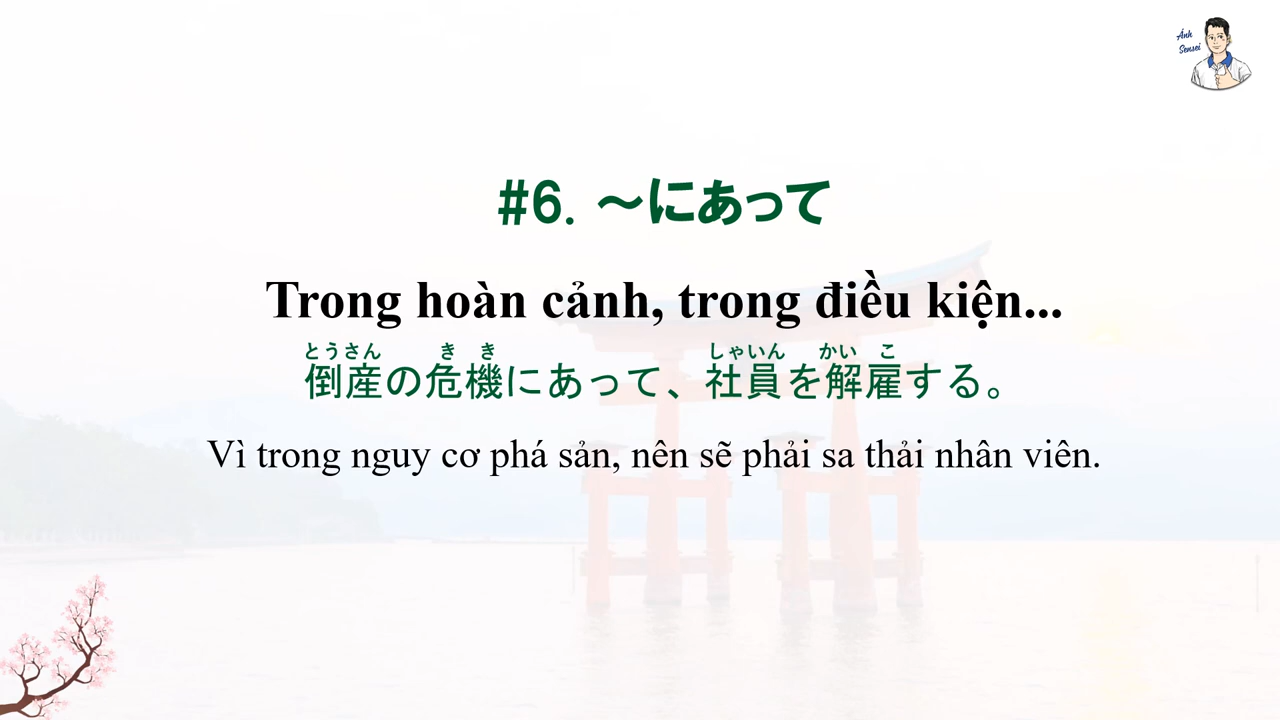 Ánh
Sensei
#6. ～にあって
Trong hoàn cảnh, trong điều kiện...
とうさん きき しゃいん かいこ
倒産の危機にあって、社員を解雇する。
Vì trong nguy cơ phá sản, nên sẽ phải sa thải nhân viên.